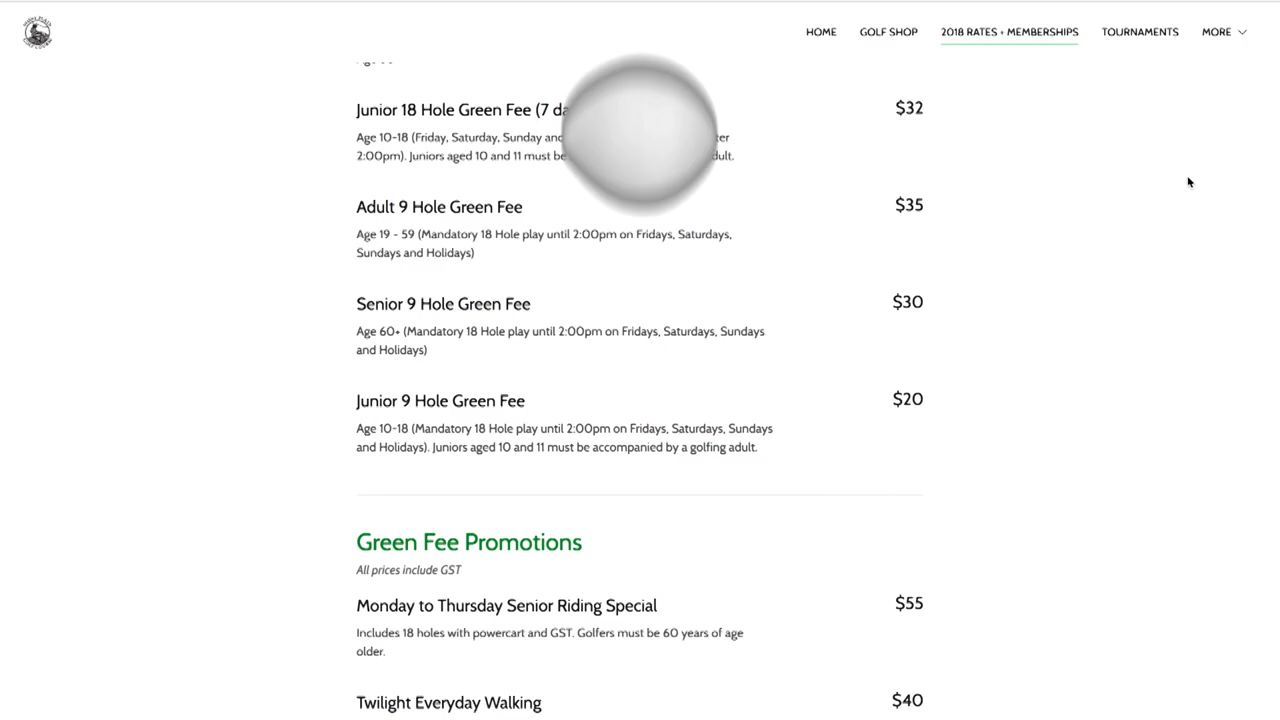 HOME GOLF SHOP 2018 RATES + MEMBERSHIPS TOURNAMENTS MORE
Junior 18 Hole Green Fee (7 $32
Age 10-18 (Friday, Saturday, Sunday
2:00pm). Juniors aged 10 and 11 must be
Adult 9 Hole Green Fee $35
Age 19 - 59 (Mandatory 18 Hole play until 2:00pm on Fridays, Saturdays,
Sundays and Holidays)
Senior 9 Hole Green Fee $30
Age 60+ (Mandatory 18 Hole play until 2:00pm on Fridays, Saturdays, Sundays
and Holidays)
Junior 9 Hole Green Fee $20
Age 10-18 (Mandatory 18 Hole play until 2:00pm on Fridays, Saturdays, Sundays
and Holidays). Juniors aged 10 and 11 must be accompanied by a golfing adult.
Green Fee Promotions
All prices include GST
Monday to Thursday Senior Riding Special $55
Includes 18 holes with powercart and GST. Golfers must be 60 years of age
older.
Twilight Everyday Walking $40